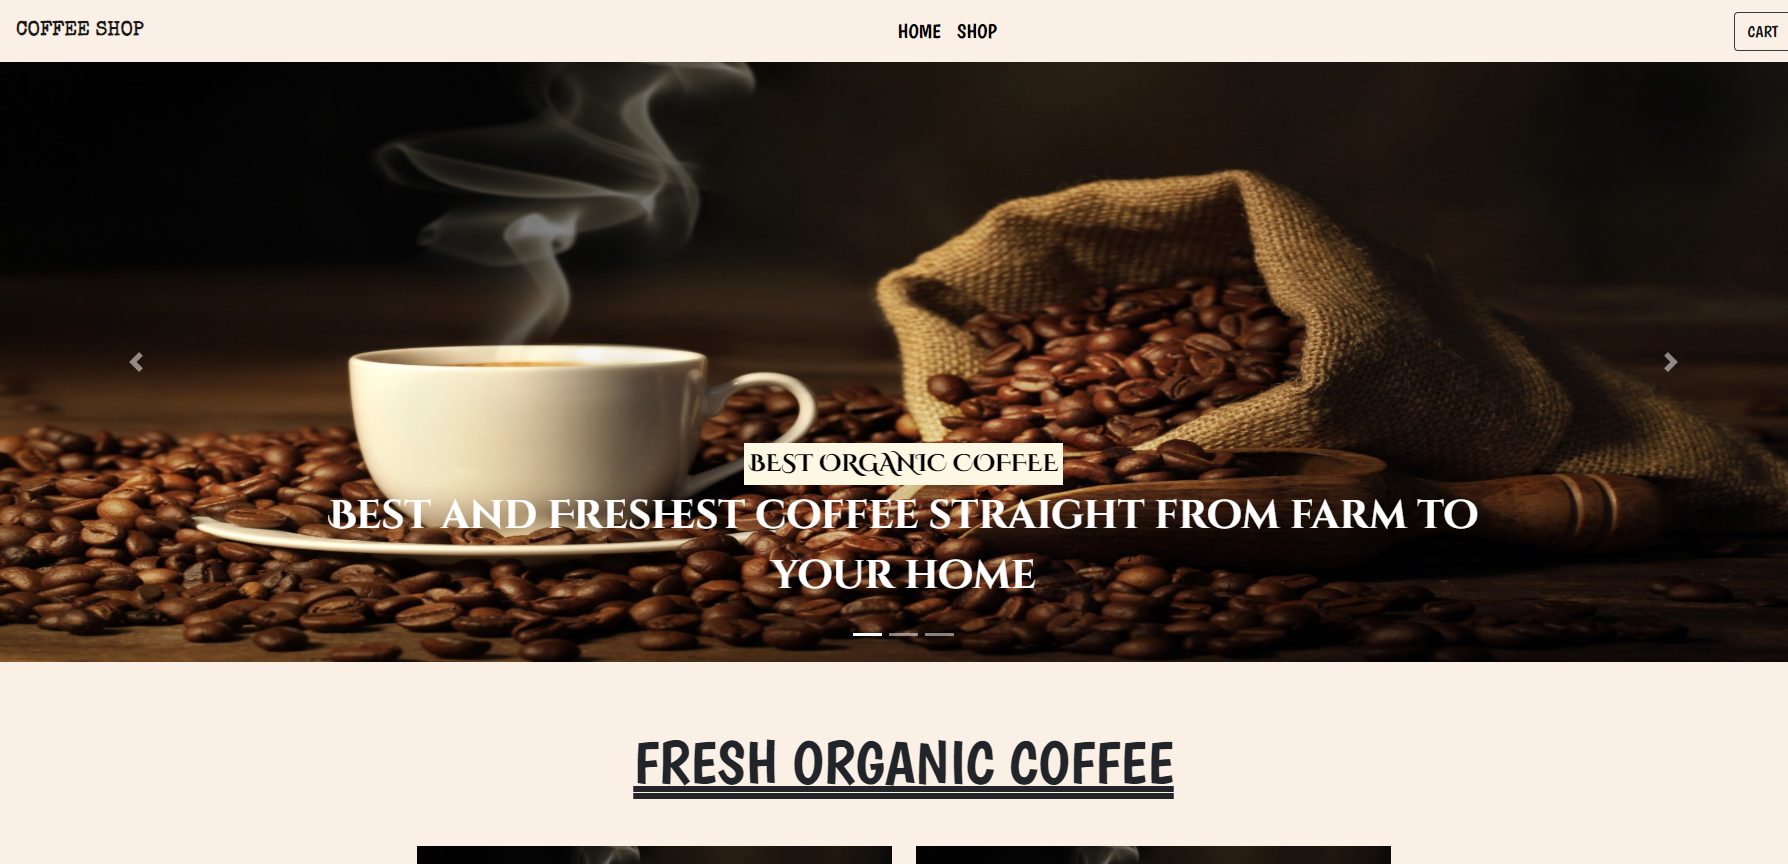 COFFEE SHOP
HOME SHOP
CART
BEST ORGANIC COFFEE
BEST AND FRESHEST COFFEE STRAIGHT FROM FARM TO
YOUR HOME
FRESH ORGANIC COFFEE